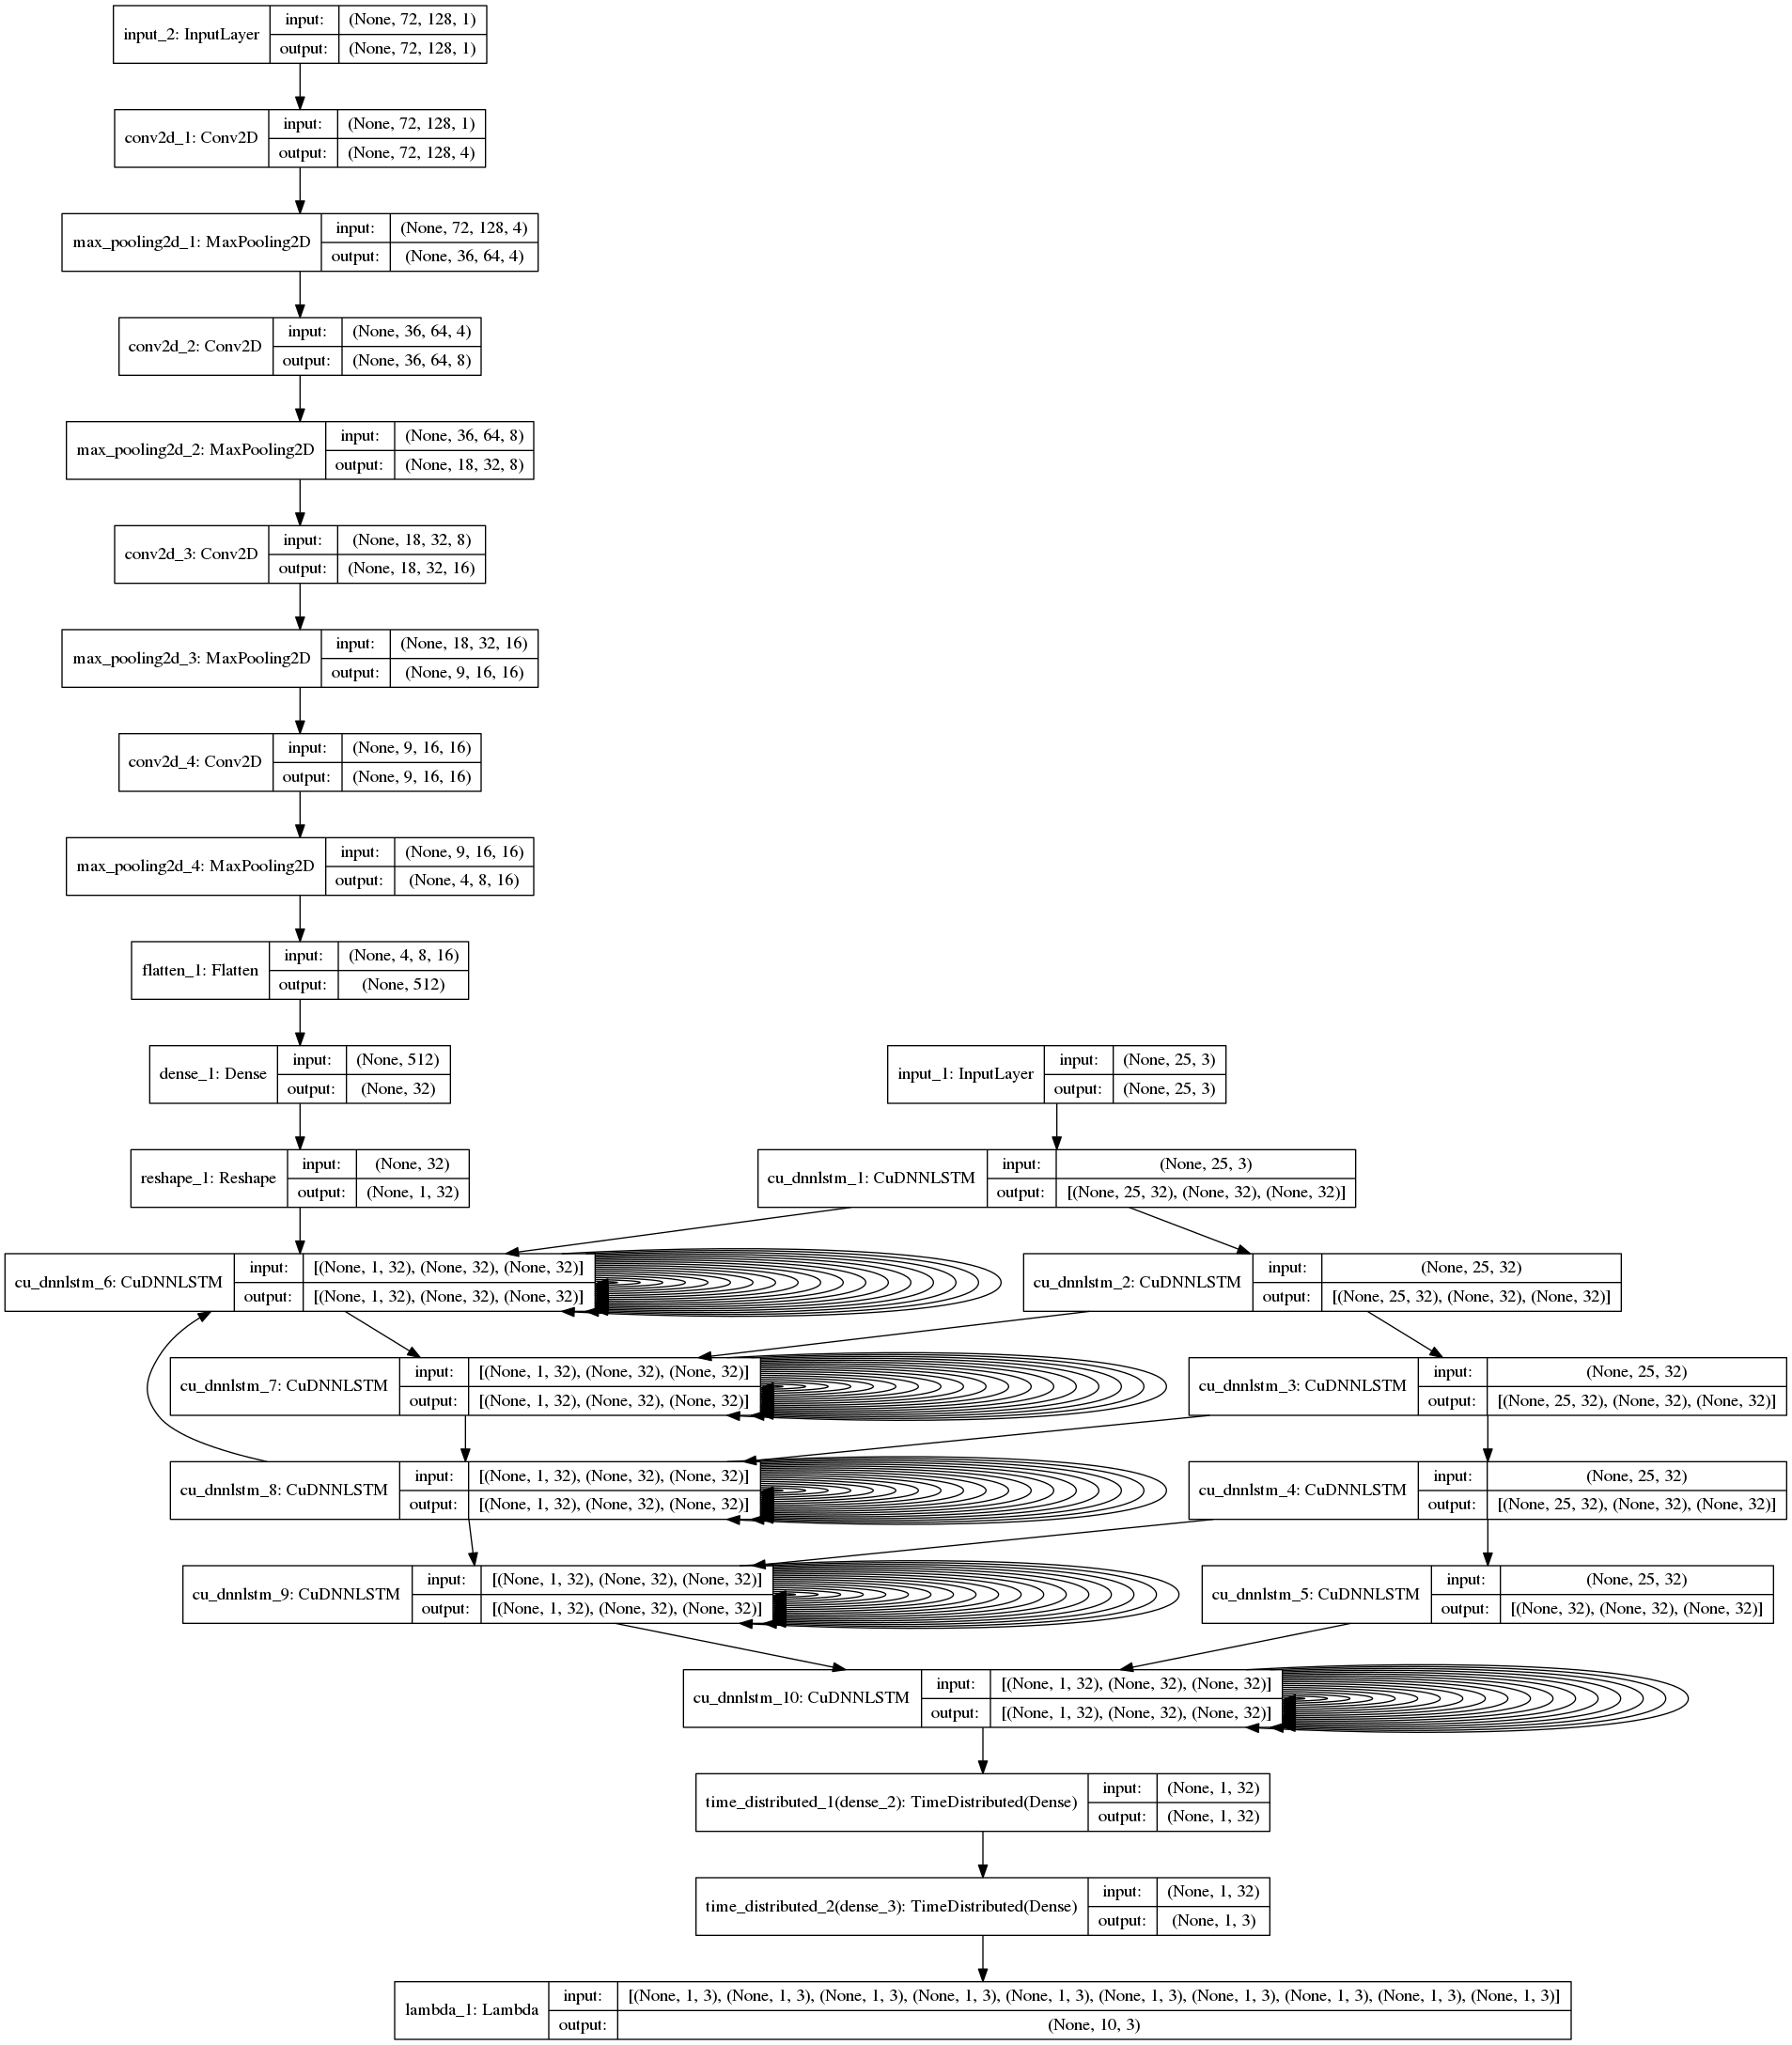 input_2: InputLayer
input: (None, 72, 128, 1)
output: (None, 72, 128, 1)
conv2d_1: Conv2D
input: (None, 72, 128, 1)
output: (None, 72, 128, 4)
max_pooling2d_1: MaxPooling2D
input: (None, 72, 128, 4)
output: (None, 36, 64, 4)
conv2d_2: Conv2D
input: (None, 36, 64, 4)
output: (None, 36, 64, 8)
max_pooling2d_2: MaxPooling2D
input: (None, 36, 64, 8)
output: (None, 18, 32, 8)
conv2d_3: Conv2D
input: (None, 18, 32, 8)
output: (None, 18, 32, 16)
max_pooling2d_3: MaxPooling2D
input: (None, 18, 32, 16)
output: (None, 9, 16, 16)
conv2d_4: Conv2D
input: (None, 9, 16, 16)
output: (None, 9, 16, 16)
max_pooling2d_4: MaxPooling2D
input: (None, 9, 16, 16)
output: (None, 4, 8, 16)
flatten_1: Flatten
input: (None, 4, 8, 16)
output: (None, 512)
dense_1: Dense
input: (None, 512)
output: (None, 32)
input_1: InputLayer
input: (None, 25, 3)
output: (None, 25, 3)
reshape_1: Reshape
input: (None, 32)
output: (None, 1, 32)
cu_dnnlstm_1: CuDNNLSTM
input: (None, 25, 3)
output: [(None, 25, 32), (None, 32), (None, 32)]
cu_dnnlstm_6: CuDNNLSTM
input: [(None, 1, 32), (None, 32), (None, 32)]
output: [(None, 1, 32), (None, 32), (None, 32)]
cu_dnnlstm_2: CuDNNLSTM
input: (None, 25, 32)
output: [(None, 25, 32), (None, 32), (None, 32)]
cu_dnnlstm_7: CuDNNLSTM
input: [(None, 1, 32), (None, 32), (None, 32)]
output: [(None, 1, 32), (None, 32), (None, 32)]
cu_dnnlstm_3: CuDNNLSTM
input: (None, 25, 32)
output: [(None, 25, 32), (None, 32), (None, 32)]
cu_dnnlstm_8: CuDNNLSTM
input: [(None, 1, 32), (None, 32), (None, 32)]
output: [(None, 1, 32), (None, 32), (None, 32)]
cu_dnnlstm_4: CuDNNLSTM
input: (None, 25, 32)
output: [(None, 25, 32), (None, 32), (None, 32)]
cu_dnnlstm_9: CuDNNLSTM
input: [(None, 1, 32), (None, 32), (None, 32)]
output: [(None, 1, 32), (None, 32), (None, 32)]
cu_dnnlstm_5: CuDNNLSTM
input: (None, 25, 32)
output: [(None, 32), (None, 32), (None, 32)]
cu_dnnlstm_10: CuDNNLSTM
input: [(None, 1, 32), (None, 32), (None, 32)]
output: [(None, 1, 32), (None, 32), (None, 32)]
time_distributed_1(dense_2): TimeDistributed(Dense)
input: (None, 1, 32)
output: (None, 1, 32)
time_distributed_2(dense_3): TimeDistributed(Dense)
input: (None, 1, 32)
output: (None, 1, 3)
lambda_1: Lambda
input: [(None, 1, 3), (None, 1, 3), (None, 1, 3), (None, 1, 3), (None, 1, 3), (None, 1, 3), (None, 1, 3), (None, 1, 3), (None, 1, 3), (None, 1, 3)]
output: (None, 10, 3)